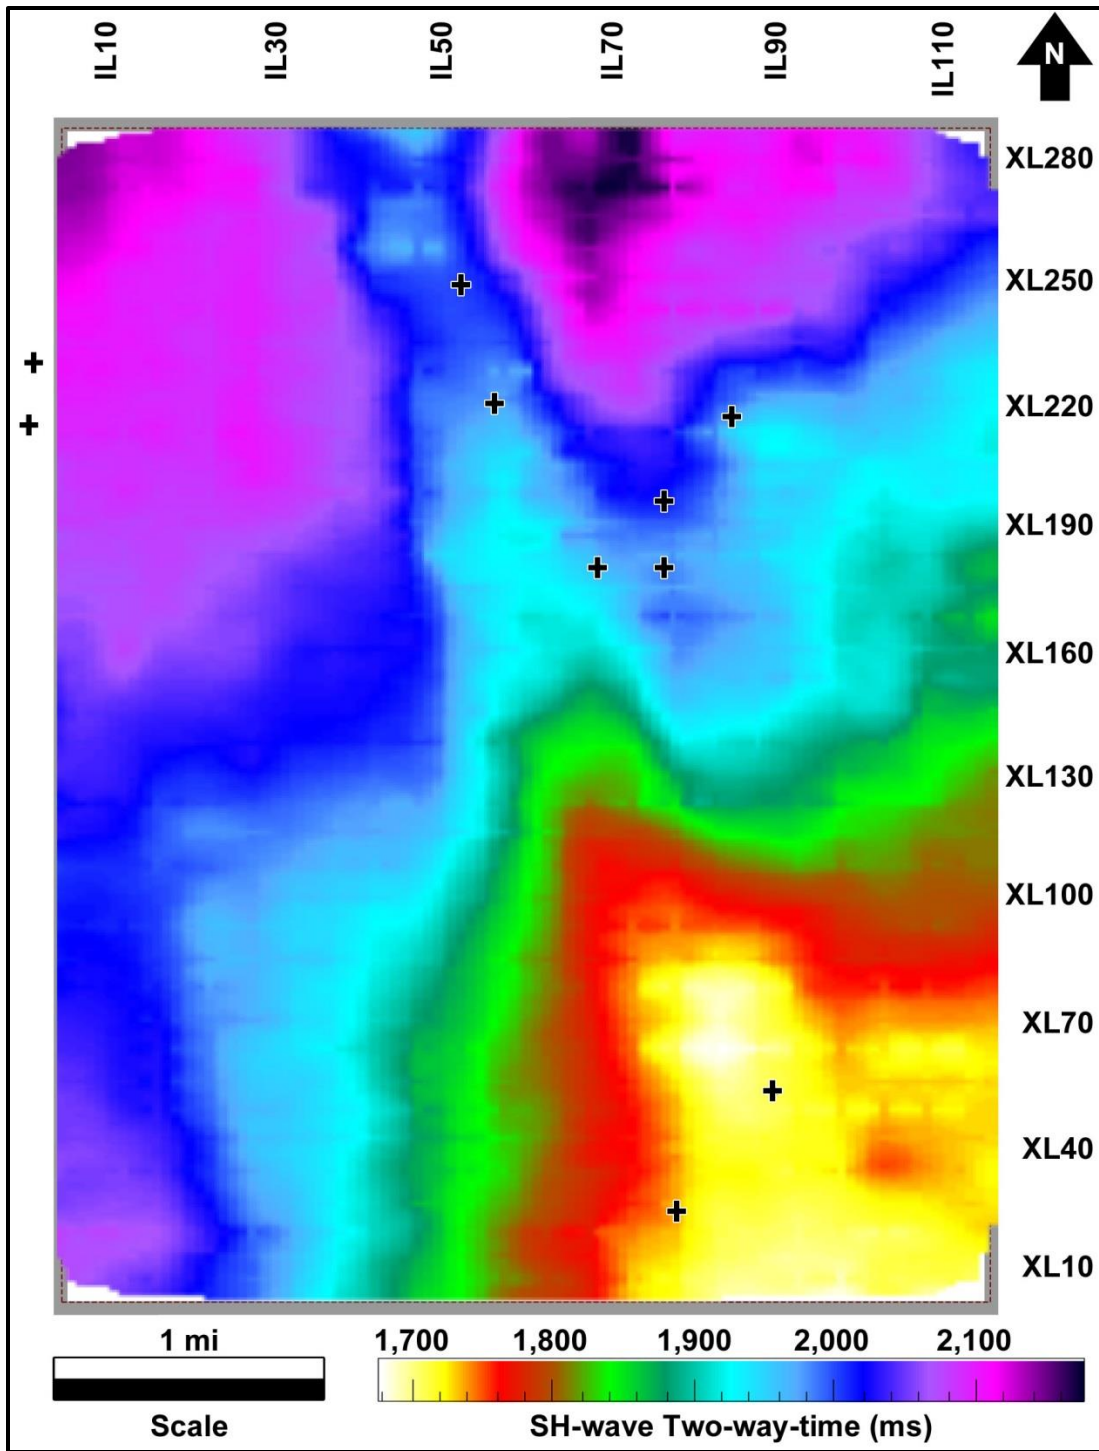 IL10 IL30 IL50 IL70 IL90 IL110
N
XL280
XL250
XL220
XL190
XL160
XL130
XL100
XL70
XL40
XL10
1 mi
Scale
1,700 1,800 1,900 2,000 2,100
SH-wave Two-way-time (ms)